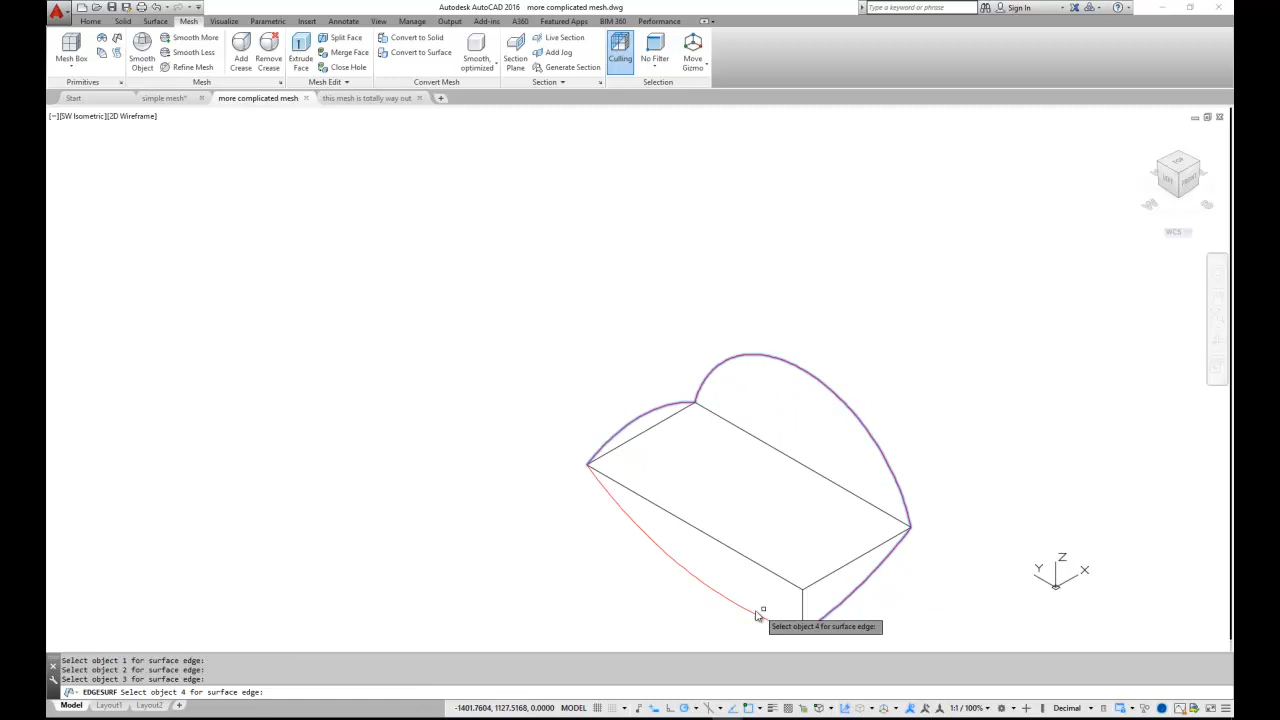 Autodesk AutoCAD 2016   more complicated mesh.dwg
Type a keyword or phrase
Sign In
Home Solid Surface Mesh Visualize Parametric Insert Annotate View Manage Output Add-ins A360 Featured Apps BIM 360 Performance
Mesh Box
Smooth Object
Smooth More
Smooth Less
Refine Mesh
Add Crease
Remove Crease
Extrude Face
Split Face
Merge Face
Close Hole
Convert to Solid
Convert to Surface
Smooth, optimized
Section Plane
Live Section
Add Jog
Generate Section
Culling
No Filter
Move Gizmo
Primitives Mesh Mesh Edit Convert Mesh Section Selection
Start simple mesh* more complicated mesh this mesh is totally way out
[−][SW Isometric][2D Wireframe]
TOP
LEFT FRONT
W S
WCS
Z
Y X
Select object 4 for surface edge:
Select object 1 for surface edge:
Select object 2 for surface edge:
Select object 3 for surface edge:
EDGESURF Select object 4 for surface edge:
Model Layout1 Layout2 +
-1401.7604, 1127.5168, 0.0000 MODEL
1:1 / 100%
Decimal